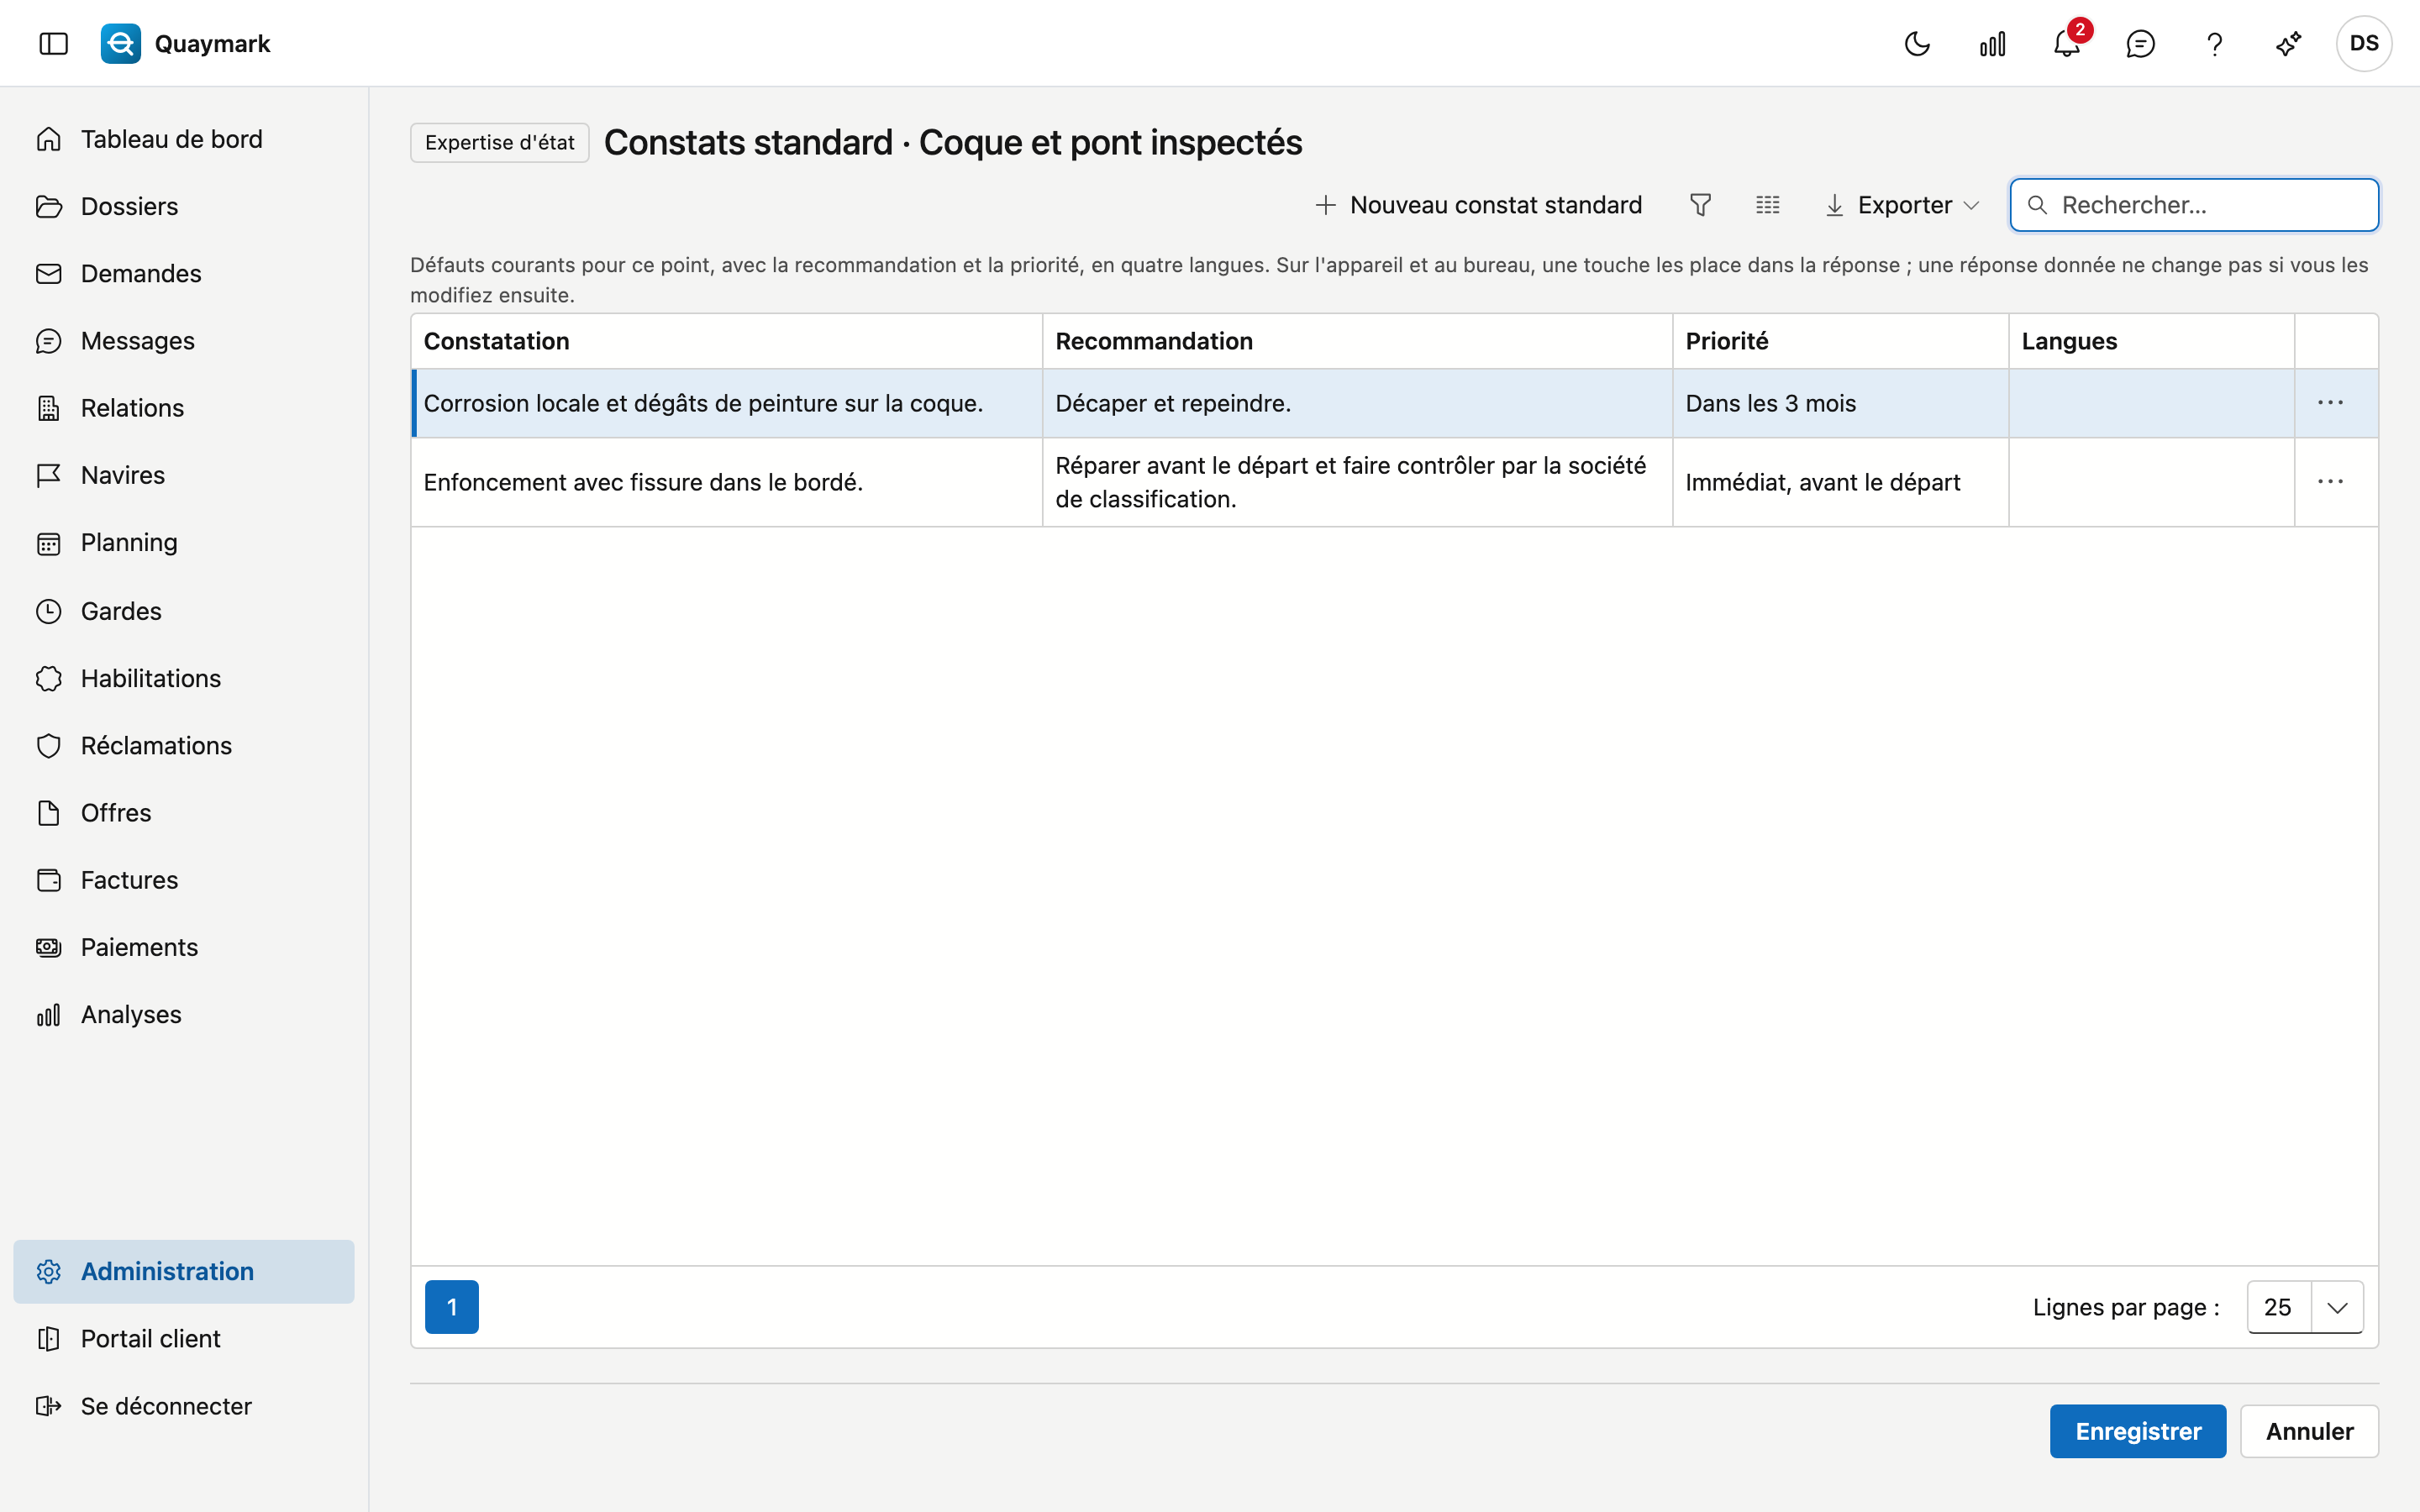 Quaymark
2
DS
Tableau de bord
Dossiers
Demandes
Messages
Relations
Navires
Planning
Gardes
Habilitations
Réclamations
Offres
Factures
Paiements
Analyses
Administration
Portail client
Se déconnecter
Expertise d'état
Constats standard · Coque et pont inspectés
Nouveau constat standard
Exporter
Rechercher...
Défauts courants pour ce point, avec la recommandation et la priorité, en quatre langues. Sur l'appareil et au bureau, une touche les place dans la réponse ; une réponse donnée ne change pas si vous les
modifiez ensuite.
Constatation Recommandation Priorité Langues
Corrosion locale et dégâts de peinture sur la coque. Décaper et repeindre. Dans les 3 mois
Enfoncement avec fissure dans le bordé. Réparer avant le départ et faire contrôler par la société
de classification. Immédiat, avant le départ
1
Lignes par page : 25
Enregistrer
Annuler